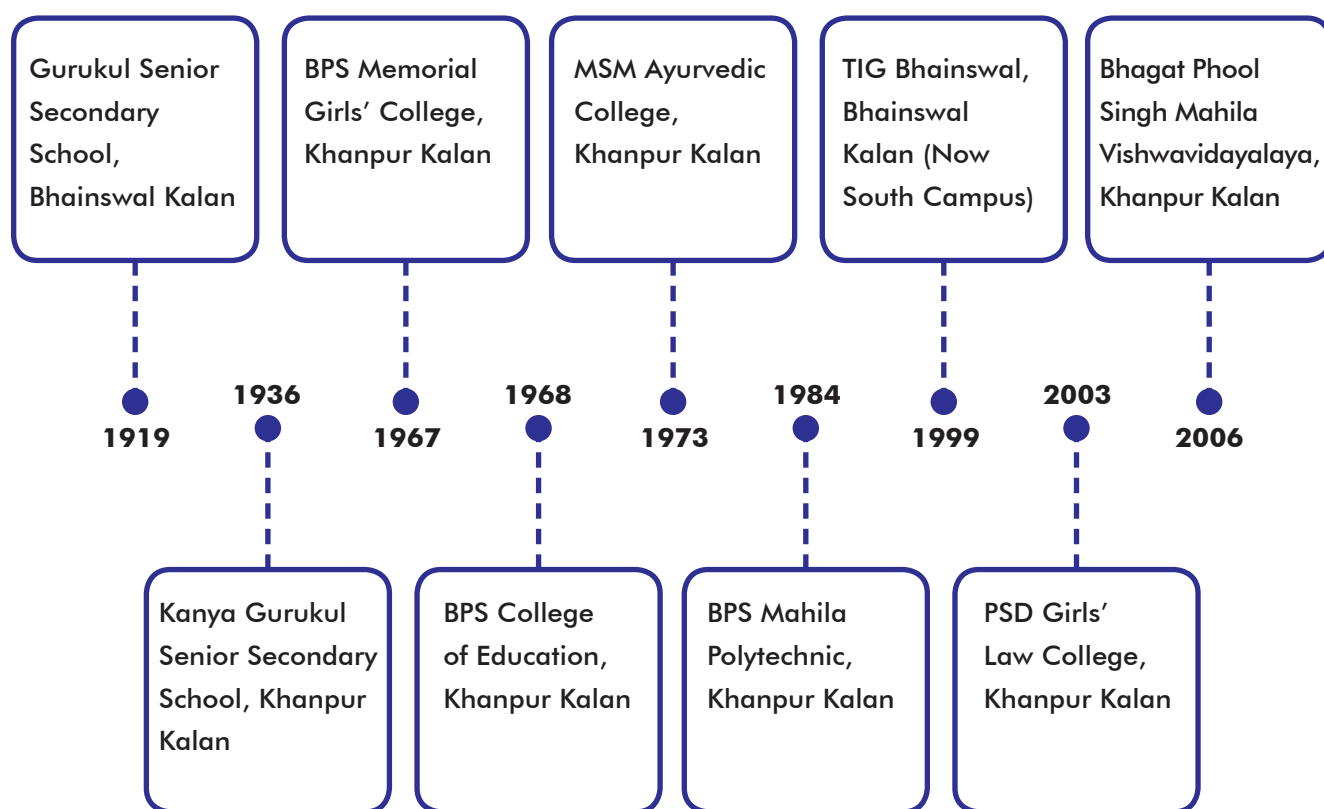 Gurukul Senior
Secondary
School,
Bhainswal Kalan
BPS Memorial
Girls' College,
Khanpur Kalan
MSM Ayurvedic
College,
Khanpur Kalan
TIG Bhainswal,
Bhainswal
Kalan (Now
South Campus)
Bhagat Phool
Singh Mahila
Vishwavidayalaya,
Khanpur Kalan
1936
1968
1984
2003
1919
1967
1973
1999
2006
Kanya Gurukul
Senior Secondary
School, Khanpur
Kalan
BPS College
of Education,
Khanpur Kalan
BPS Mahila
Polytechnic,
Khanpur Kalan
PSD Girls'
Law College,
Khanpur Kalan